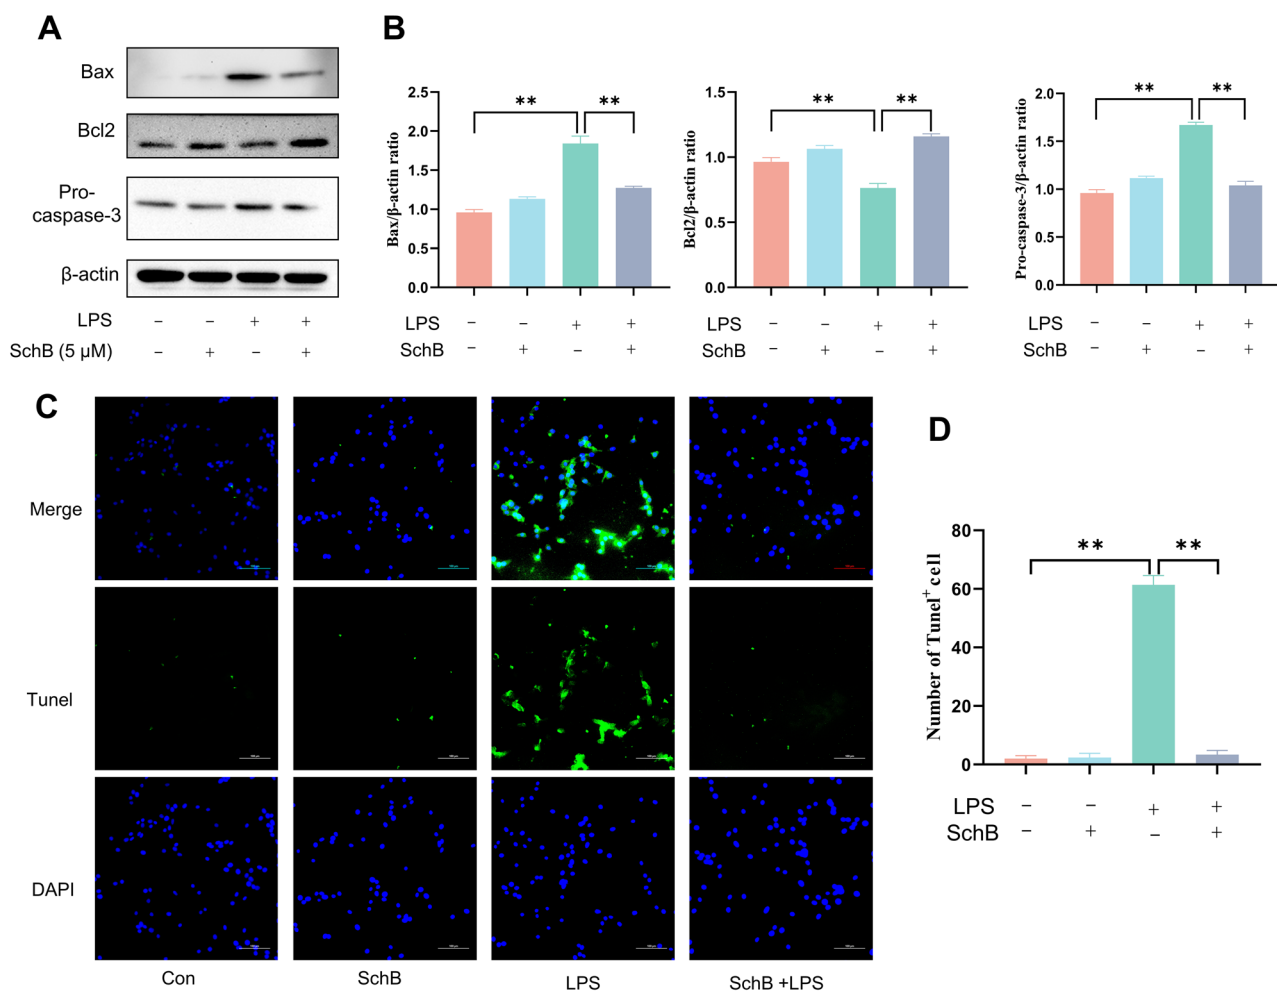 A
Bax
Bcl2
Pro-
caspase-3
β-actin
LPS – – + +
SchB (5 μM) – + – +
B
Bax/β-actin ratio
2.5
2.0
1.5
1.0
0.5
0.0
** **
LPS – – + +
SchB – + – +
Bcl2/β-actin ratio
1.5
1.0
0.5
0.0
** **
LPS – – + +
SchB – + – +
Pro-caspase-3/β-actin ratio
2.0
1.5
1.0
0.5
0.0
** **
LPS – – + +
SchB – + – +
C
Merge
Tunel
DAPI
Con
SchB
LPS
SchB +LPS
D
Number of Tunel+ cell
80
60
40
20
0
** **
LPS – – + +
SchB – + – +